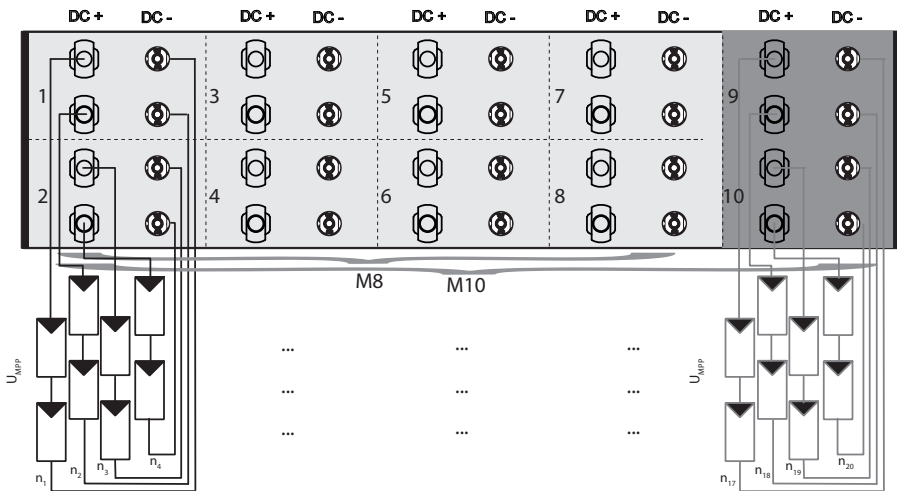 DC + DC - DC + DC - DC + DC - DC + DC - DC + DC -
1 3 5 7 9
2 4 6 8 10
M8 M10
... ... ...
U_MPP U_MPP
... ... ...
... ... ...
n₁ n₂ n₃ n₄ n₁₇ n₁₈ n₁₉ n₂₀